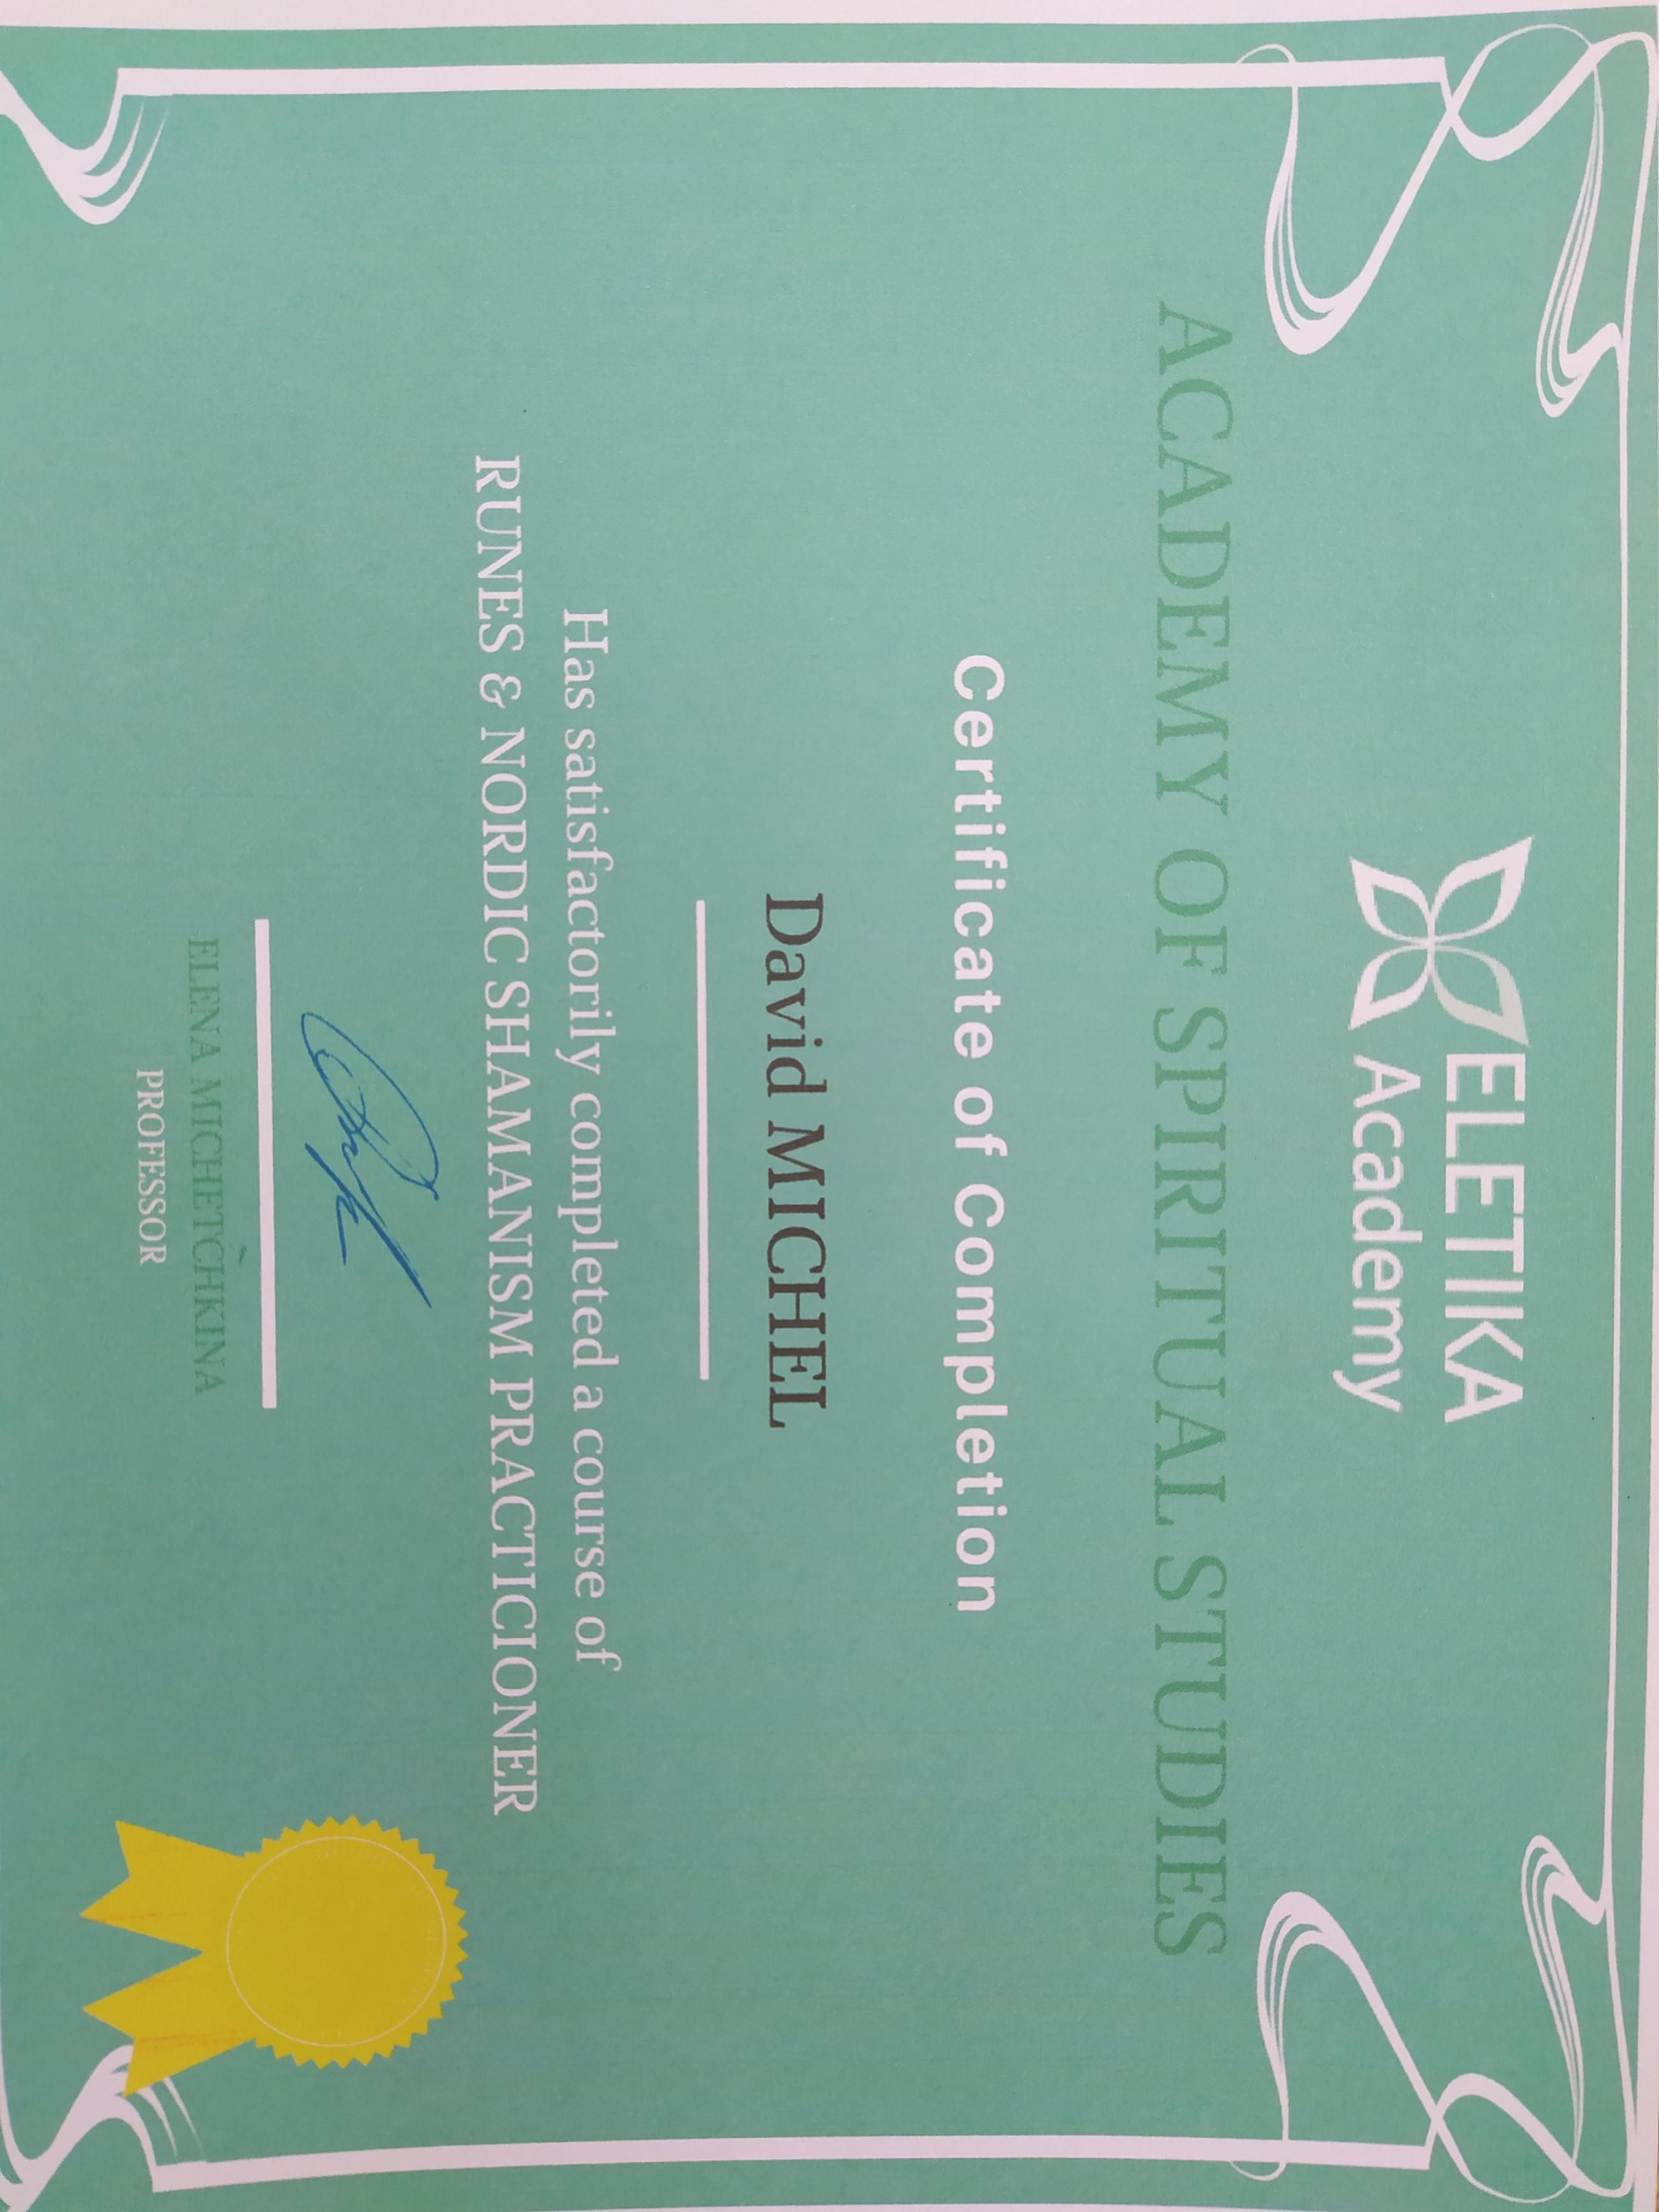 ELETIKA
Academy
ACADEMY OF SPIRITUAL STUDIES
Certificate of Completion
David MICHEL
Has satisfactorily completed a course of
RUNES & NORDIC SHAMANISM PRACTICIONER
ELENA MICHETCHKINA
PROFESSOR